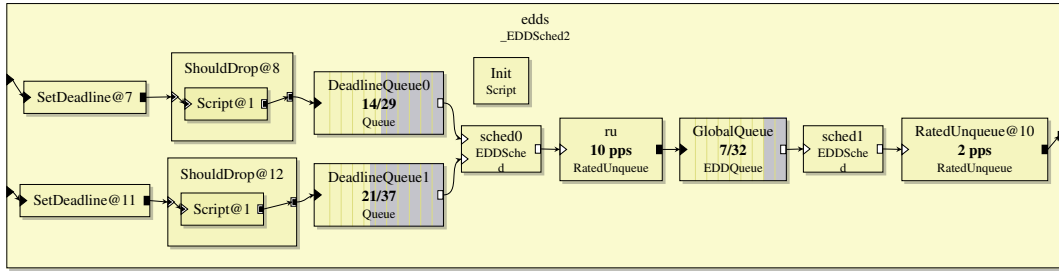 edds
_EDDSched2
SetDeadline@7
ShouldDrop@8
Script@1
DeadlineQueue0
14/29
Queue
Init
Script
sched0
EDDSche
d
ru
10 pps
RatedUnqueue
GlobalQueue
7/32
EDDQueue
sched1
EDDSche
d
RatedUnqueue@10
2 pps
RatedUnqueue
SetDeadline@11
ShouldDrop@12
Script@1
DeadlineQueue1
21/37
Queue